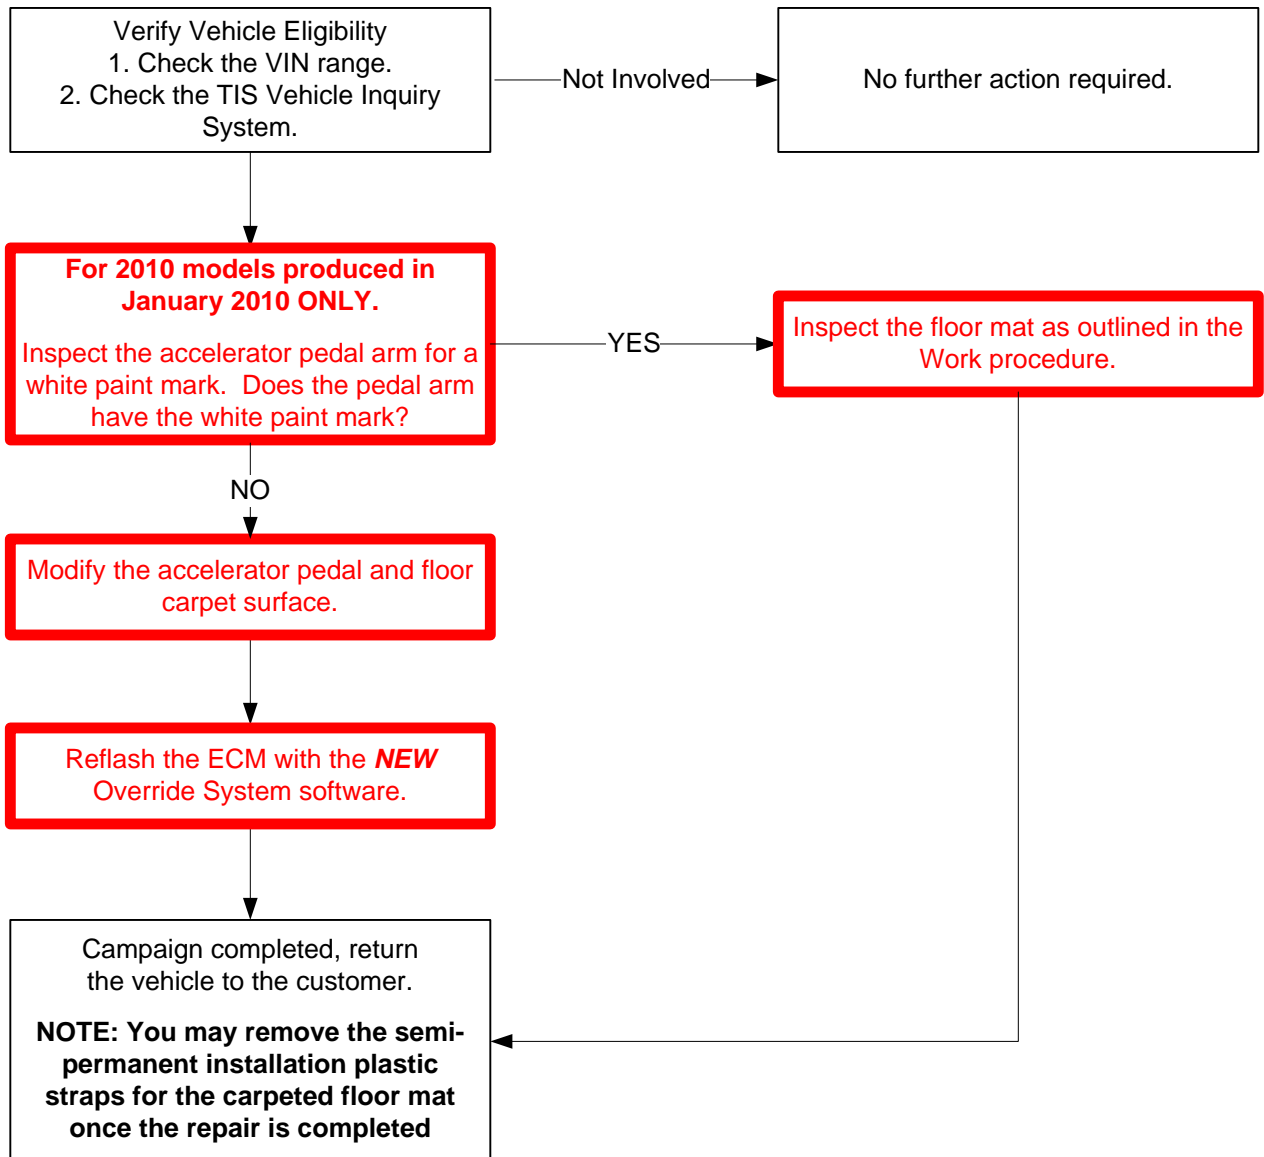 Verify Vehicle Eligibility
1. Check the VIN range.
2. Check the TIS Vehicle Inquiry
System.
Not Involved
No further action required.
For 2010 models produced in
January 2010 ONLY.
Inspect the accelerator pedal arm for a
white paint mark.  Does the pedal arm
have the white paint mark?
YES
Inspect the floor mat as outlined in the
Work procedure.
NO
Modify the accelerator pedal and floor
carpet surface.
Reflash the ECM with the NEW
Override System software.
Campaign completed, return
the vehicle to the customer.
NOTE: You may remove the semi-
permanent installation plastic
straps for the carpeted floor mat
once the repair is completed